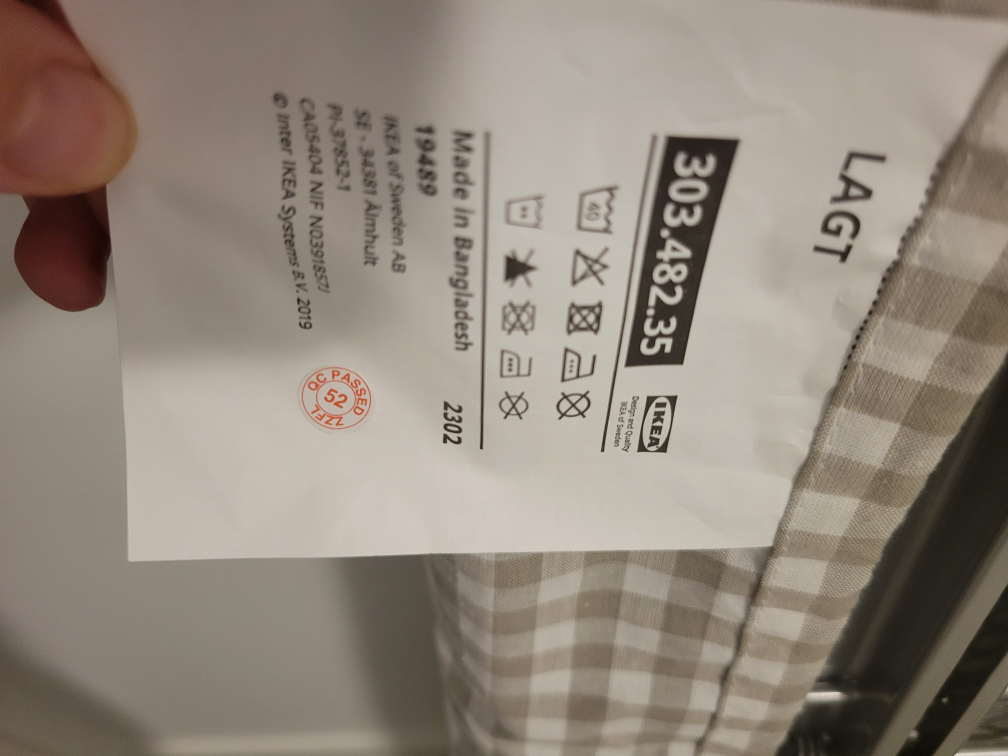 LAGT
303.482.35
IKEA
Design and Quality
IKEA of Sweden
40
Made in Bangladesh
19489
2302
IKEA of Sweden AB
SE - 34381 Älmhult
PI-37852-1
CA05404 NIF N0391857J
© Inter IKEA Systems B.V. 2019
QC PASSED
52
ZZFL